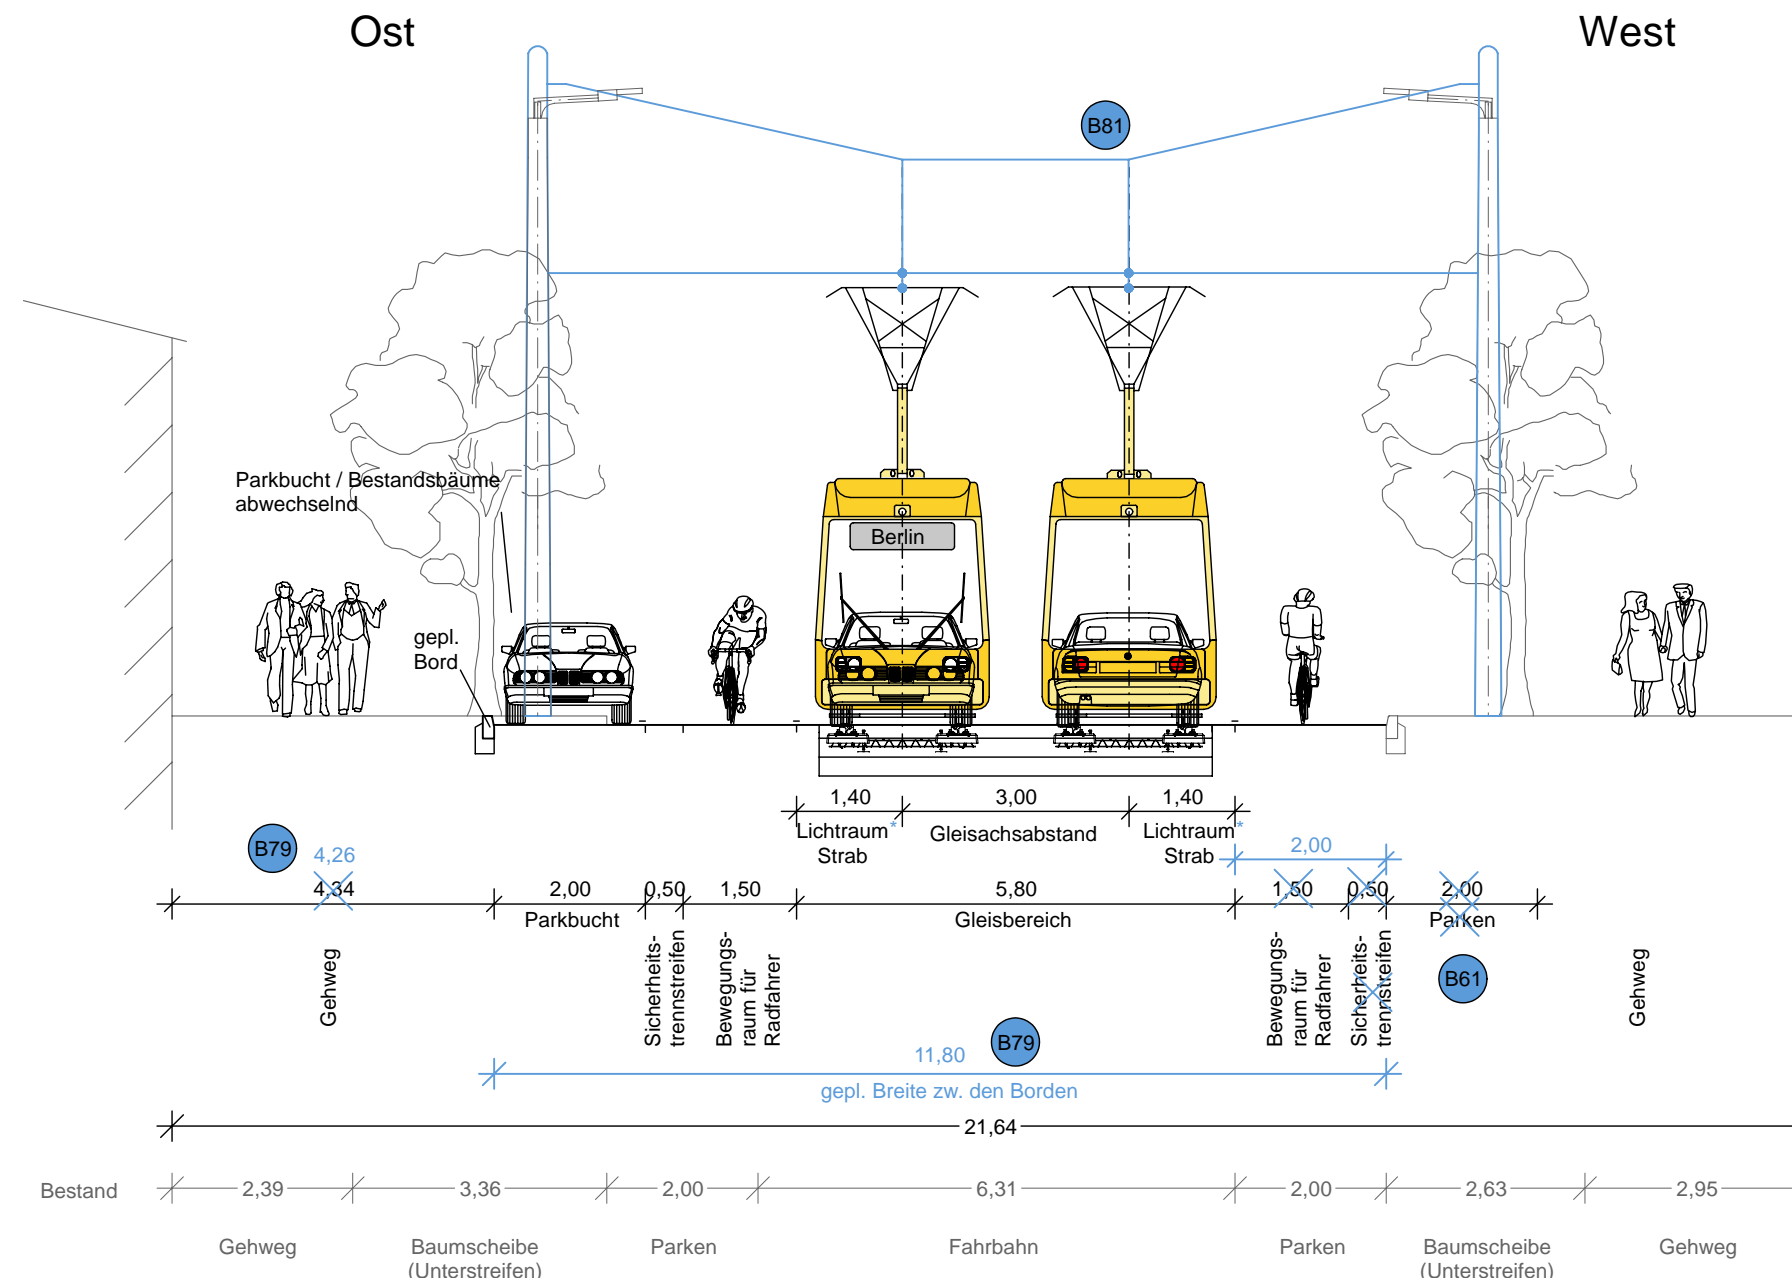 Ost
West
B81
Parkbucht / Bestandsbäume
abwechselnd
Berlin
gepl.
Bord
1,40
3,00
1,40
Lichtraum*
Strab
Gleisachsabstand
Lichtraum*
Strab
B79
4,26
2,00
4,34
2,00
0,50
1,50
5,80
1,50
0,50
2,00
Parkbucht
Gleisbereich
Parken
Gehweg
Sicherheits-
trennstreifen
Bewegungs-
raum für
Radfahrer
Bewegungs-
raum für
Radfahrer
Sicherheits-
trennstreifen
B61
Gehweg
B79
11,80
gepl. Breite zw. den Borden
21,64
Bestand
2,39
3,36
2,00
6,31
2,00
2,63
2,95
Gehweg
Baumscheibe
(Unterstreifen)
Parken
Fahrbahn
Parken
Baumscheibe
(Unterstreifen)
Gehweg